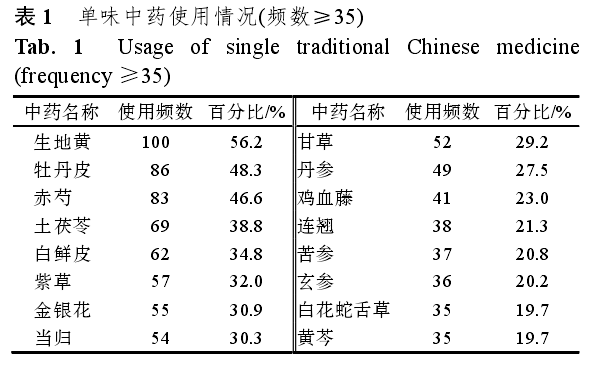 表1 单味中药使用情况(频数≥35)
Tab. 1 Usage of single traditional Chinese medicine
(frequency ≥35)
中药名称 使用频数 百分比/% 中药名称 使用频数 百分比/%
生地黄 100 56.2 甘草 52 29.2
牡丹皮 86 48.3 丹参 49 27.5
赤芍 83 46.6 鸡血藤 41 23.0
土茯苓 69 38.8 连翘 38 21.3
白鲜皮 62 34.8 苦参 37 20.8
紫草 57 32.0 玄参 36 20.2
金银花 55 30.9 白花蛇舌草 35 19.7
当归 54 30.3 黄芩 35 19.7